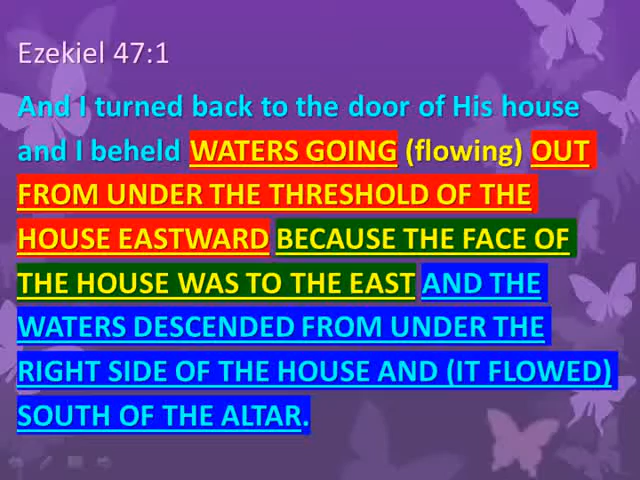 Ezekiel 47:1
And I turned back to the door of His house
and I beheld WATERS GOING (flowing) OUT
FROM UNDER THE THRESHOLD OF THE
HOUSE EASTWARD BECAUSE THE FACE OF
THE HOUSE WAS TO THE EAST AND THE
WATERS DESCENDED FROM UNDER THE
RIGHT SIDE OF THE HOUSE AND (IT FLOWED)
SOUTH OF THE ALTAR.